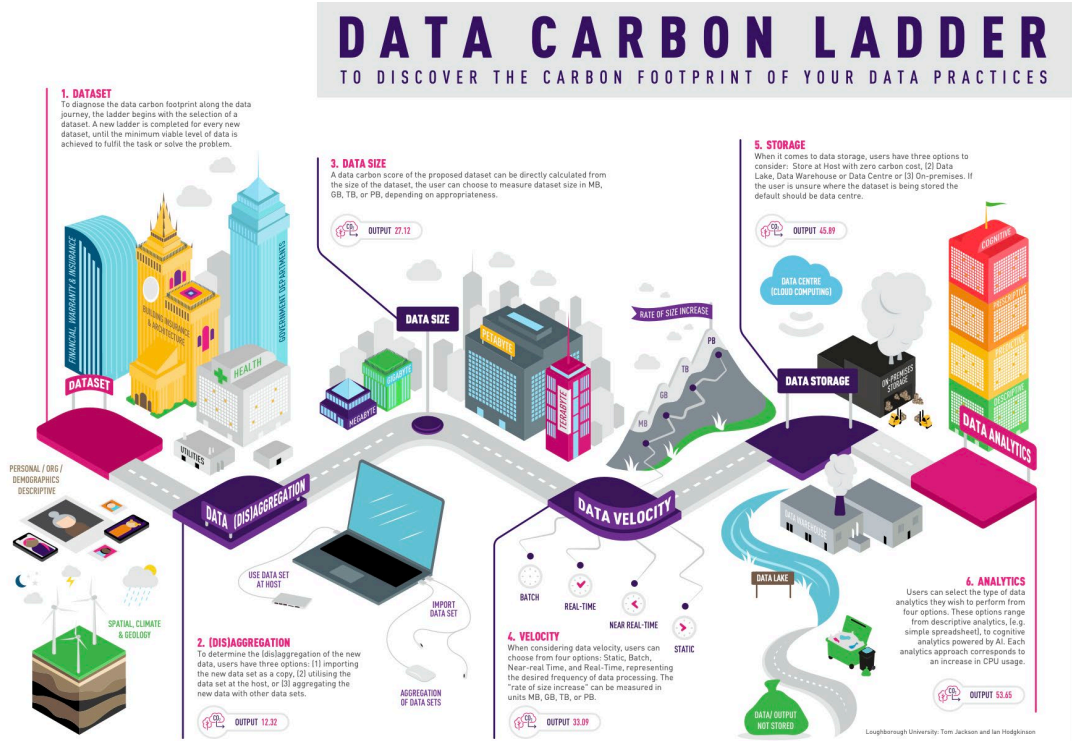 DATA CARBON LADDER
TO DISCOVER THE CARBON FOOTPRINT OF YOUR DATA PRACTICES
1. DATASET
To diagnose the data carbon footprint along the data
journey, the ladder begins with the selection of a
dataset. A new ladder is completed for every new
dataset, until the minimum viable level of data is
achieved to fulfil the task or solve the problem.
3. DATA SIZE
A data carbon score of the proposed dataset can be directly calculated from
the size of the dataset, the user can choose to measure dataset size in MB,
GB, TB, or PB, depending on appropriateness.
CO₂
OUTPUT 27.12
5. STORAGE
When it comes to data storage, users have three options to
consider: Store at Host with zero carbon cost, (2) Data
Lake, Data Warehouse or Data Centre or (3) On-premises. If
the user is unsure where the dataset is being stored the
default should be data centre.
CO₂
OUTPUT 45.89
FINANCIAL, WARRANTY & INSURANCE
BUILDING INSURANCE
& ARCHITECTURE
GOVERNMENT DEPARTMENTS
HEALTH
UTILITIES
DATASET
PERSONAL / ORG /
DEMOGRAPHICS
DESCRIPTIVE
SPATIAL, CLIMATE
& GEOLOGY
DATA (DIS)AGGREGATION
USE DATA SET
AT HOST
IMPORT
DATA SET
AGGREGATION
OF DATA SETS
2. (DIS)AGGREGATION
To determine the (dis)aggregation of the new
data, users have three options: (1) importing
the new data set as a copy, (2) utilising the
data set at the host, or (3) aggregating the
new data with other data sets.
CO₂
OUTPUT 12.32
DATA SIZE
MEGABYTE
GIGABYTE
PETABYTE
TERABYTE
RATE OF SIZE INCREASE
PB
TB
GB
MB
DATA VELOCITY
BATCH
REAL-TIME
NEAR REAL-TIME
STATIC
4. VELOCITY
When considering data velocity, users can
choose from four options: Static, Batch,
Near-real Time, and Real-Time, representing
the desired frequency of data processing. The
"rate of size increase" can be measured in
units MB, GB, TB, or PB.
CO₂
OUTPUT 33.09
DATA CENTRE
(CLOUD COMPUTING)
DATA STORAGE
ON-PREMISES
STORAGE
DATA WAREHOUSE
DATA LAKE
DATA/ OUTPUT
NOT STORED
COGNITIVE
PRESCRIPTIVE
PREDICTIVE
DESCRIPTIVE
DATA ANALYTICS
6. ANALYTICS
Users can select the type of data
analytics they wish to perform from
four options. These options range
from descriptive analytics, (e.g.
simple spreadsheet), to cognitive
analytics powered by AI. Each
analytics approach corresponds to
an increase in CPU usage.
CO₂
OUTPUT 53.65
Loughborough University: Tom Jackson and Ian Hodgkinson